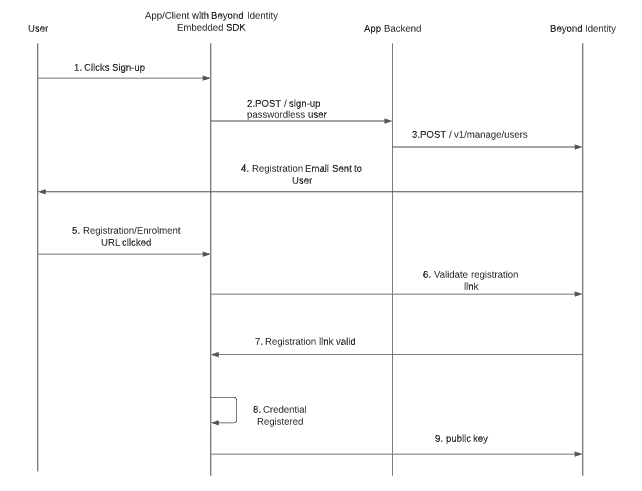 App/Client with Beyond Identity
Embedded SDK
User
App Backend
Beyond Identity
1. Clicks Sign-up
2.POST / sign-up
passwordless user
3.POST / v1/manage/users
4. Registration Email Sent to
User
5. Registration/Enrolment
URL clicked
6. Validate registration
link
7. Registration link valid
8. Credential
Registered
9. public key